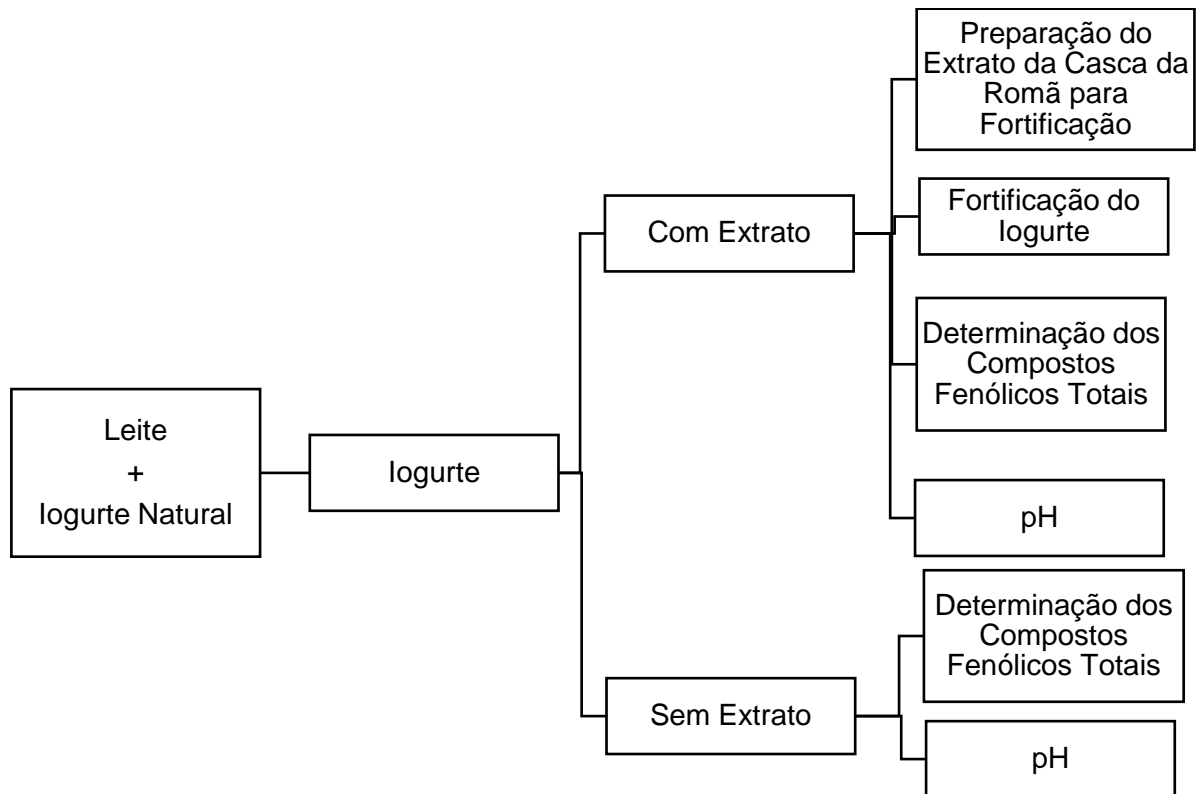 Leite
+
Iogurte Natural
Iogurte
Com Extrato
Preparação do
Extrato da Casca da
Romã para
Fortificação
Fortificação do
Iogurte
Determinação dos
Compostos
Fenólicos Totais
pH
Sem Extrato
Determinação dos
Compostos
Fenólicos Totais
pH